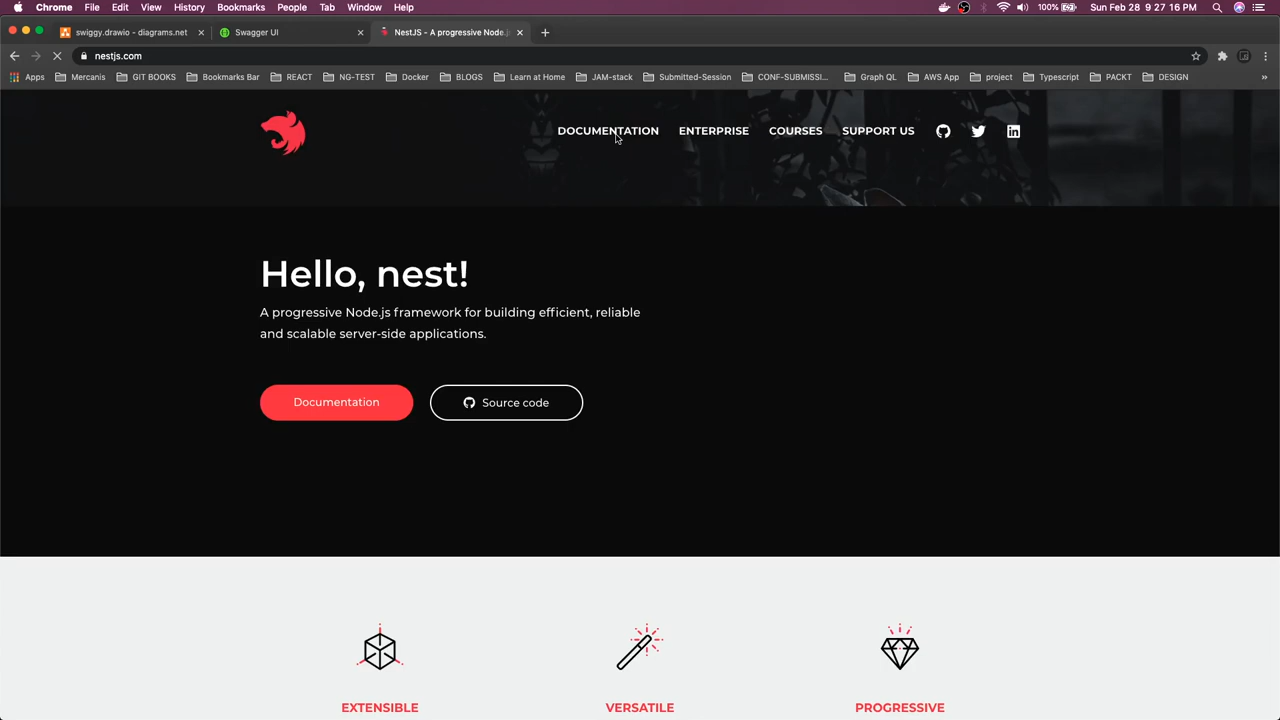 Chrome File Edit View History Bookmarks People Tab Window Help 100% Sun Feb 28 9 27 16 PM
swiggy.drawio - diagrams.net Swagger UI NestJS - A progressive Node.j
nestjs.com
Apps Mercanis GIT BOOKS Bookmarks Bar REACT NG-TEST Docker BLOGS Learn at Home JAM-stack Submitted-Session CONF-SUBMISSI... Graph QL AWS App project Typescript PACKT DESIGN »
DOCUMENTATION ENTERPRISE COURSES SUPPORT US
Hello, nest!
A progressive Node.js framework for building efficient, reliable
and scalable server-side applications.
Documentation Source code
EXTENSIBLE VERSATILE PROGRESSIVE